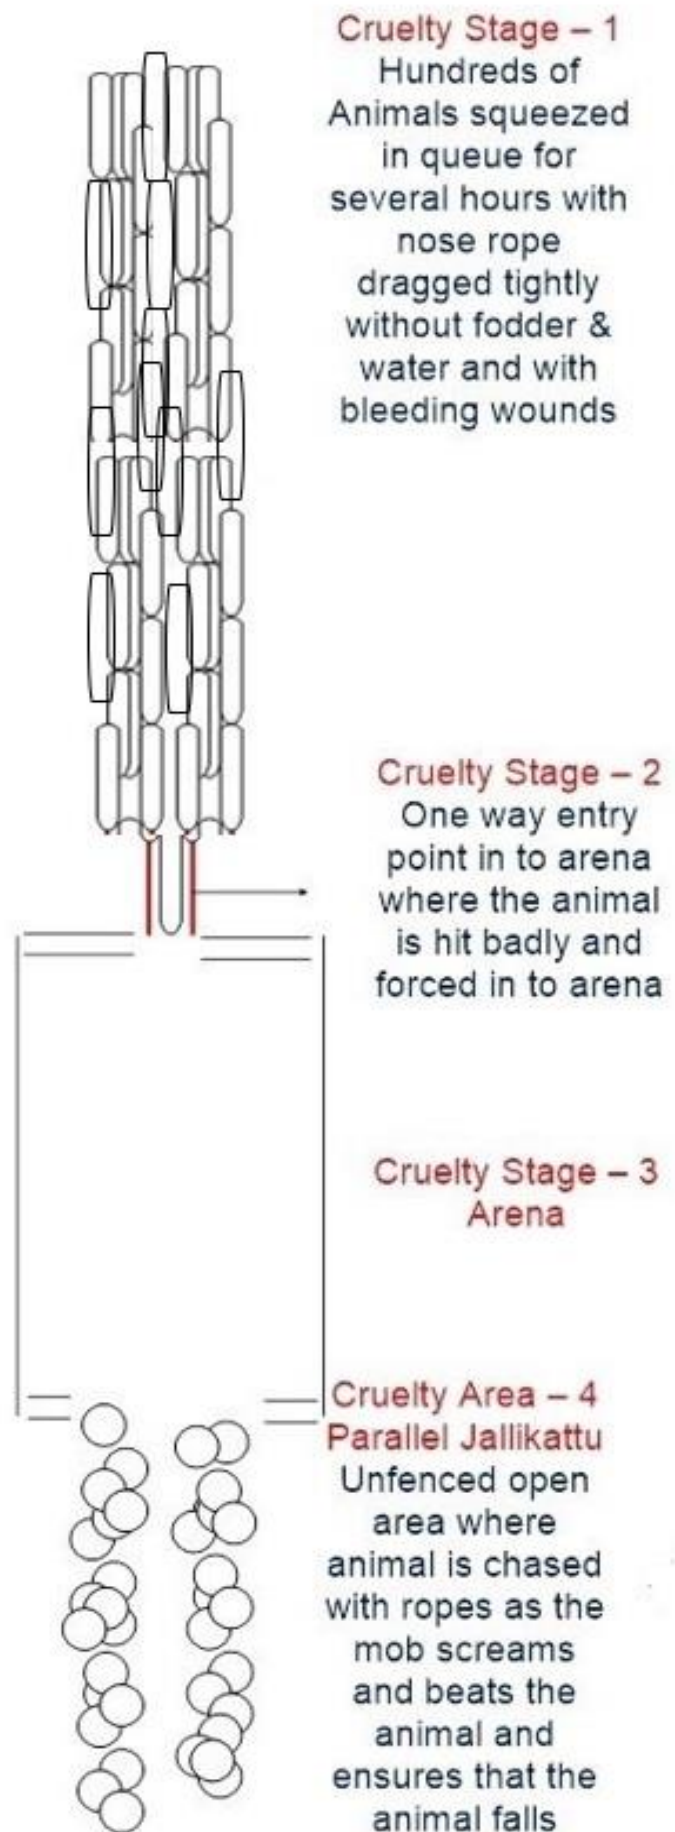 Cruelty Stage – 1
Hundreds of
Animals squeezed
in queue for
several hours with
nose rope
dragged tightly
without fodder &
water and with
bleeding wounds
Cruelty Stage – 2
One way entry
point in to arena
where the animal
is hit badly and
forced in to arena
Cruelty Stage – 3
Arena
Cruelty Area – 4
Parallel Jallikattu
Unfenced open
area where
animal is chased
with ropes as the
mob screams
and beats the
animal and
ensures that the
animal falls